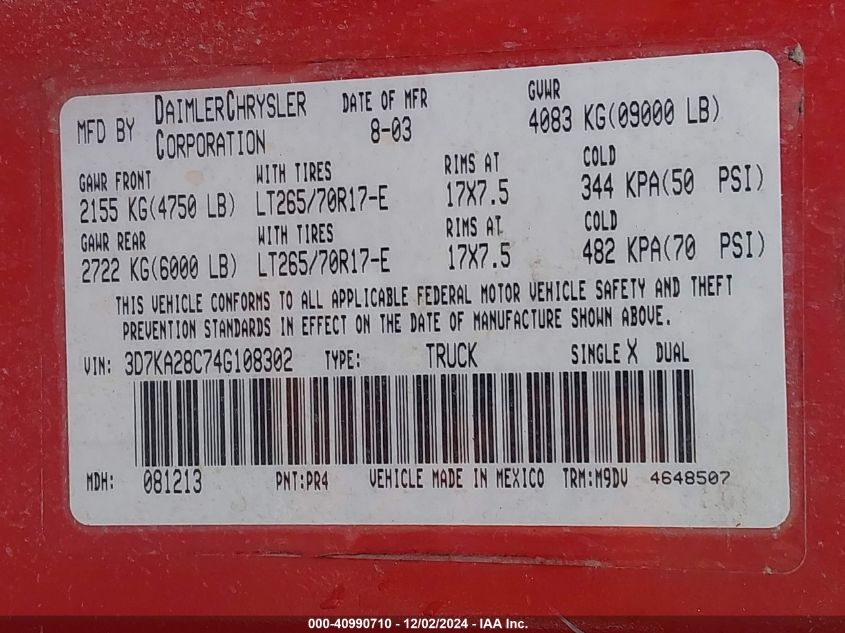 MFD BY DAIMLERCHRYSLER CORPORATION
DATE OF MFR 8-03
GVWR 4083 KG(09000 LB)
GAWR FRONT WITH TIRES RIMS AT COLD
2155 KG(4750 LB) LT265/70R17-E 17X7.5 344 KPA(50 PSI)
GAWR REAR WITH TIRES RIMS AT COLD
2722 KG(6000 LB) LT265/70R17-E 17X7.5 482 KPA(70 PSI)
THIS VEHICLE CONFORMS TO ALL APPLICABLE FEDERAL MOTOR VEHICLE SAFETY AND THEFT
PREVENTION STANDARDS IN EFFECT ON THE DATE OF MANUFACTURE SHOWN ABOVE.
VIN: 3D7KA28C74G108302 TYPE: TRUCK SINGLE X DUAL
MDH: 081213 PNT:PR4 VEHICLE MADE IN MEXICO TRM:M9DV 4648507
000-40990710 - 12/02/2024 - IAA Inc.